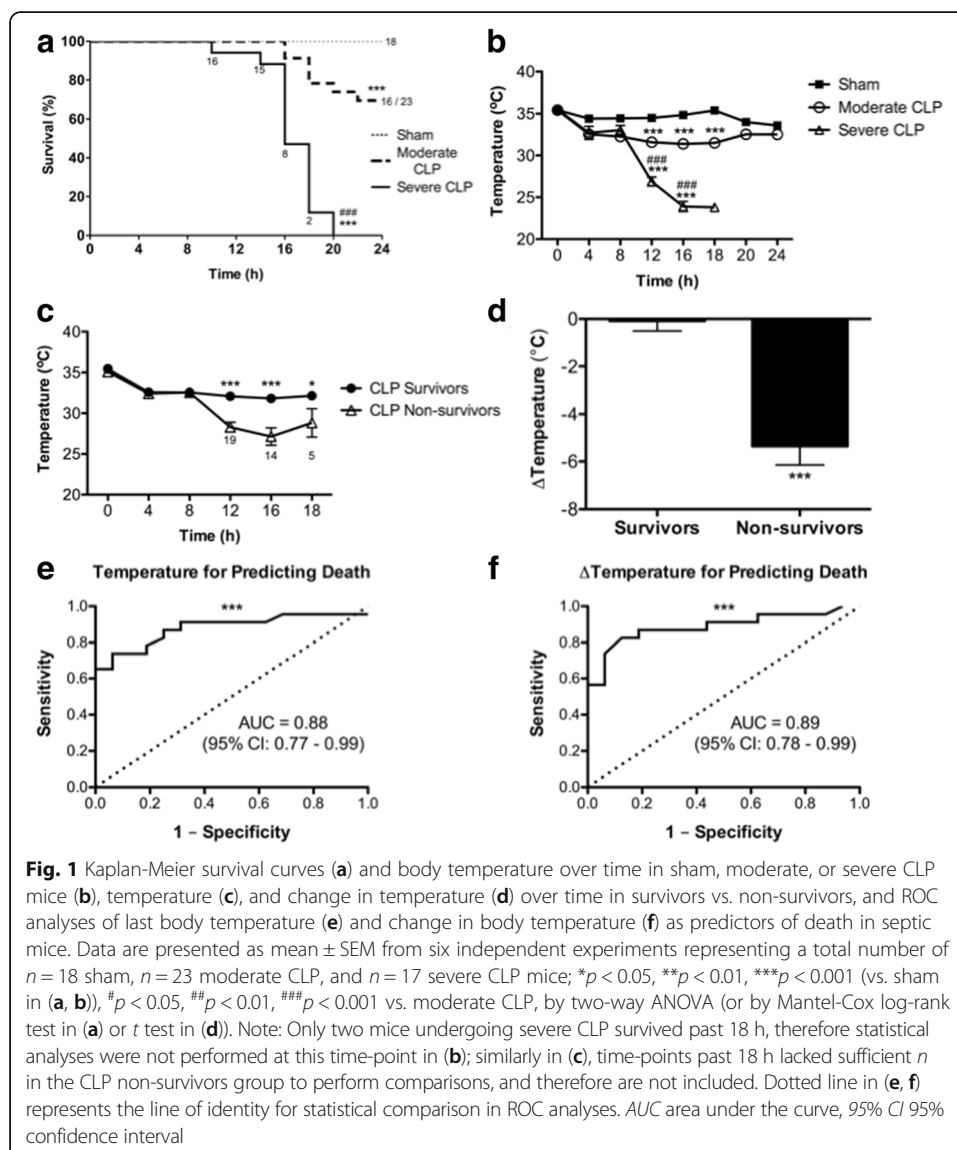 a
b
100
80
60
40
20
0
Survival (%)
18
16
15
***
16 / 23
8
2
###
***
Sham
Moderate
CLP
Severe CLP
0 4 8 12 16 20 24
Time (h)
40
35
30
25
20
Temperature (ºC)
*** *** ***
###
***
###
***
Sham
Moderate CLP
Severe CLP
0 4 8 12 16 18 20 24
Time (h)
c
d
40
35
30
25
20
Temperature (ºC)
*** *** *
19
14
5
CLP Survivors
CLP Non-survivors
0 4 8 12 16 18
Time (h)
0
-2
-4
-6
-8
ΔTemperature (°C)
***
Survivors Non-survivors
e
Temperature for Predicting Death
1.0
0.8
0.6
0.4
0.2
0.0
Sensitivity
***
AUC = 0.88
(95% CI: 0.77 - 0.99)
0.0 0.2 0.4 0.6 0.8 1.0
1 – Specificity
f
ΔTemperature for Predicting Death
1.0
0.8
0.6
0.4
0.2
0.0
Sensitivity
***
AUC = 0.89
(95% CI: 0.78 - 0.99)
0.0 0.2 0.4 0.6 0.8 1.0
1 – Specificity
Fig. 1 Kaplan-Meier survival curves (a) and body temperature over time in sham, moderate, or severe CLP
mice (b), temperature (c), and change in temperature (d) over time in survivors vs. non-survivors, and ROC
analyses of last body temperature (e) and change in body temperature (f) as predictors of death in septic
mice. Data are presented as mean ± SEM from six independent experiments representing a total number of
n = 18 sham, n = 23 moderate CLP, and n = 17 severe CLP mice; *p < 0.05, **p < 0.01, ***p < 0.001 (vs. sham
in (a, b)), #p < 0.05, ##p < 0.01, ###p < 0.001 vs. moderate CLP, by two-way ANOVA (or by Mantel-Cox log-rank
test in (a) or t test in (d)). Note: Only two mice undergoing severe CLP survived past 18 h, therefore statistical
analyses were not performed at this time-point in (b); similarly in (c), time-points past 18 h lacked sufficient n
in the CLP non-survivors group to perform comparisons, and therefore are not included. Dotted line in (e, f)
represents the line of identity for statistical comparison in ROC analyses. AUC area under the curve, 95% CI 95%
confidence interval